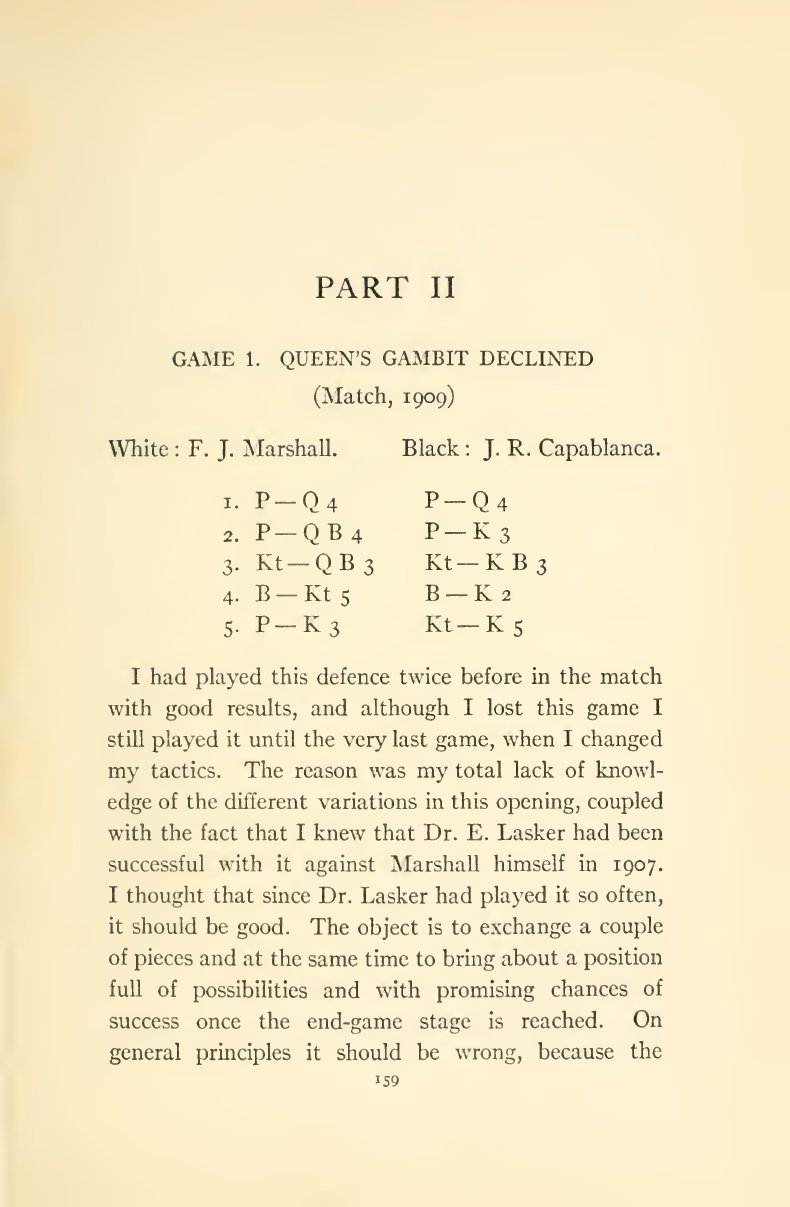 PART II
GAME 1. QUEEN'S GAMBIT DECLINED
(Match, 1909)
White : F. J. Marshall. Black : J. R. Capablanca.
1. P—Q 4 P—Q 4
2. P—Q B 4 P—K 3
3. Kt—Q B 3 Kt—K B 3
4. B—Kt 5 B—K 2
5. P—K 3 Kt—K 5
I had played this defence twice before in the match
with good results, and although I lost this game I
still played it until the very last game, when I changed
my tactics. The reason was my total lack of knowl-
edge of the different variations in this opening, coupled
with the fact that I knew that Dr. E. Lasker had been
successful with it against Marshall himself in 1907.
I thought that since Dr. Lasker had played it so often,
it should be good. The object is to exchange a couple
of pieces and at the same time to bring about a position
full of possibilities and with promising chances of
success once the end-game stage is reached. On
general principles it should be wrong, because the
159